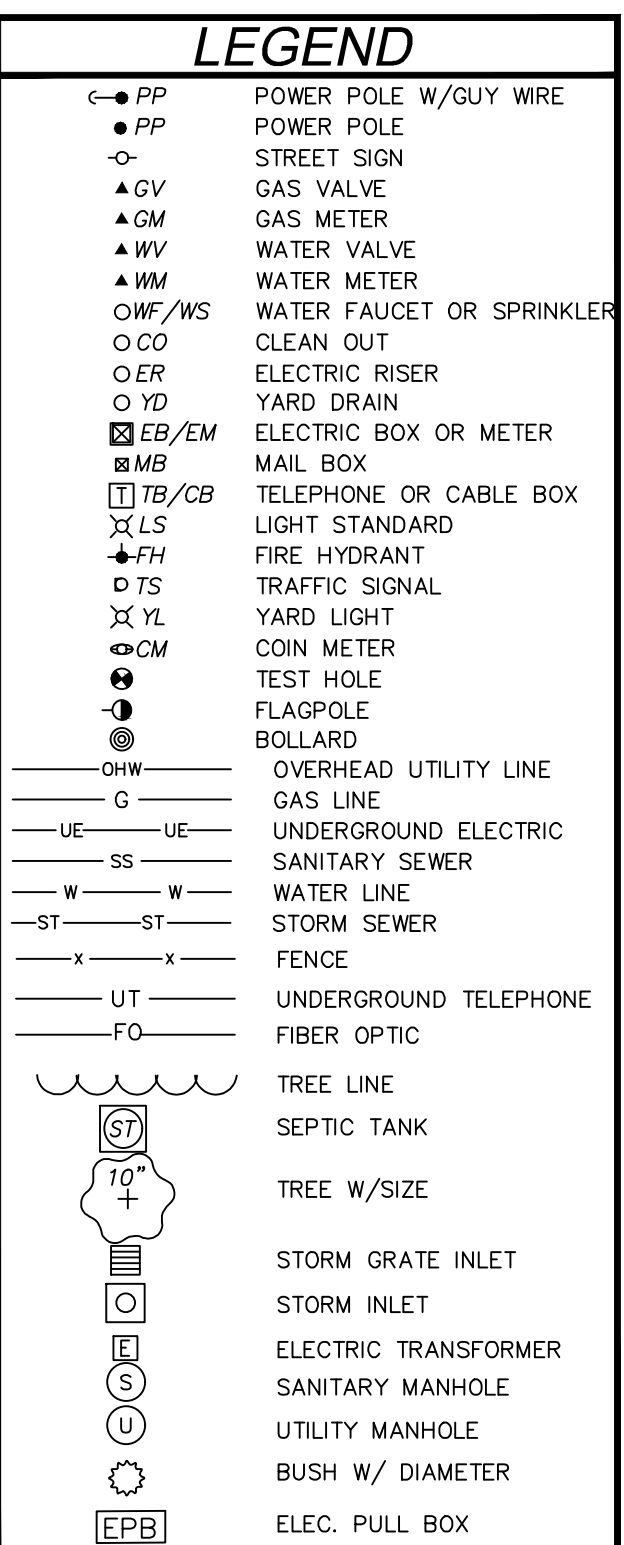 LEGEND
PP POWER POLE W/GUY WIRE
PP POWER POLE
STREET SIGN
GV GAS VALVE
GM GAS METER
WV WATER VALVE
WM WATER METER
WF/WS WATER FAUCET OR SPRINKLER
CO CLEAN OUT
ER ELECTRIC RISER
YD YARD DRAIN
EB/EM ELECTRIC BOX OR METER
MB MAIL BOX
T TB/CB TELEPHONE OR CABLE BOX
LS LIGHT STANDARD
FH FIRE HYDRANT
TS TRAFFIC SIGNAL
YL YARD LIGHT
CM COIN METER
TEST HOLE
FLAGPOLE
BOLLARD
OHW OVERHEAD UTILITY LINE
G GAS LINE
UE UE UNDERGROUND ELECTRIC
SS SANITARY SEWER
W W WATER LINE
ST ST STORM SEWER
x x FENCE
UT UNDERGROUND TELEPHONE
FO FIBER OPTIC
TREE LINE
ST SEPTIC TANK
10" TREE W/SIZE
STORM GRATE INLET
STORM INLET
E ELECTRIC TRANSFORMER
S SANITARY MANHOLE
U UTILITY MANHOLE
BUSH W/ DIAMETER
EPB ELEC. PULL BOX